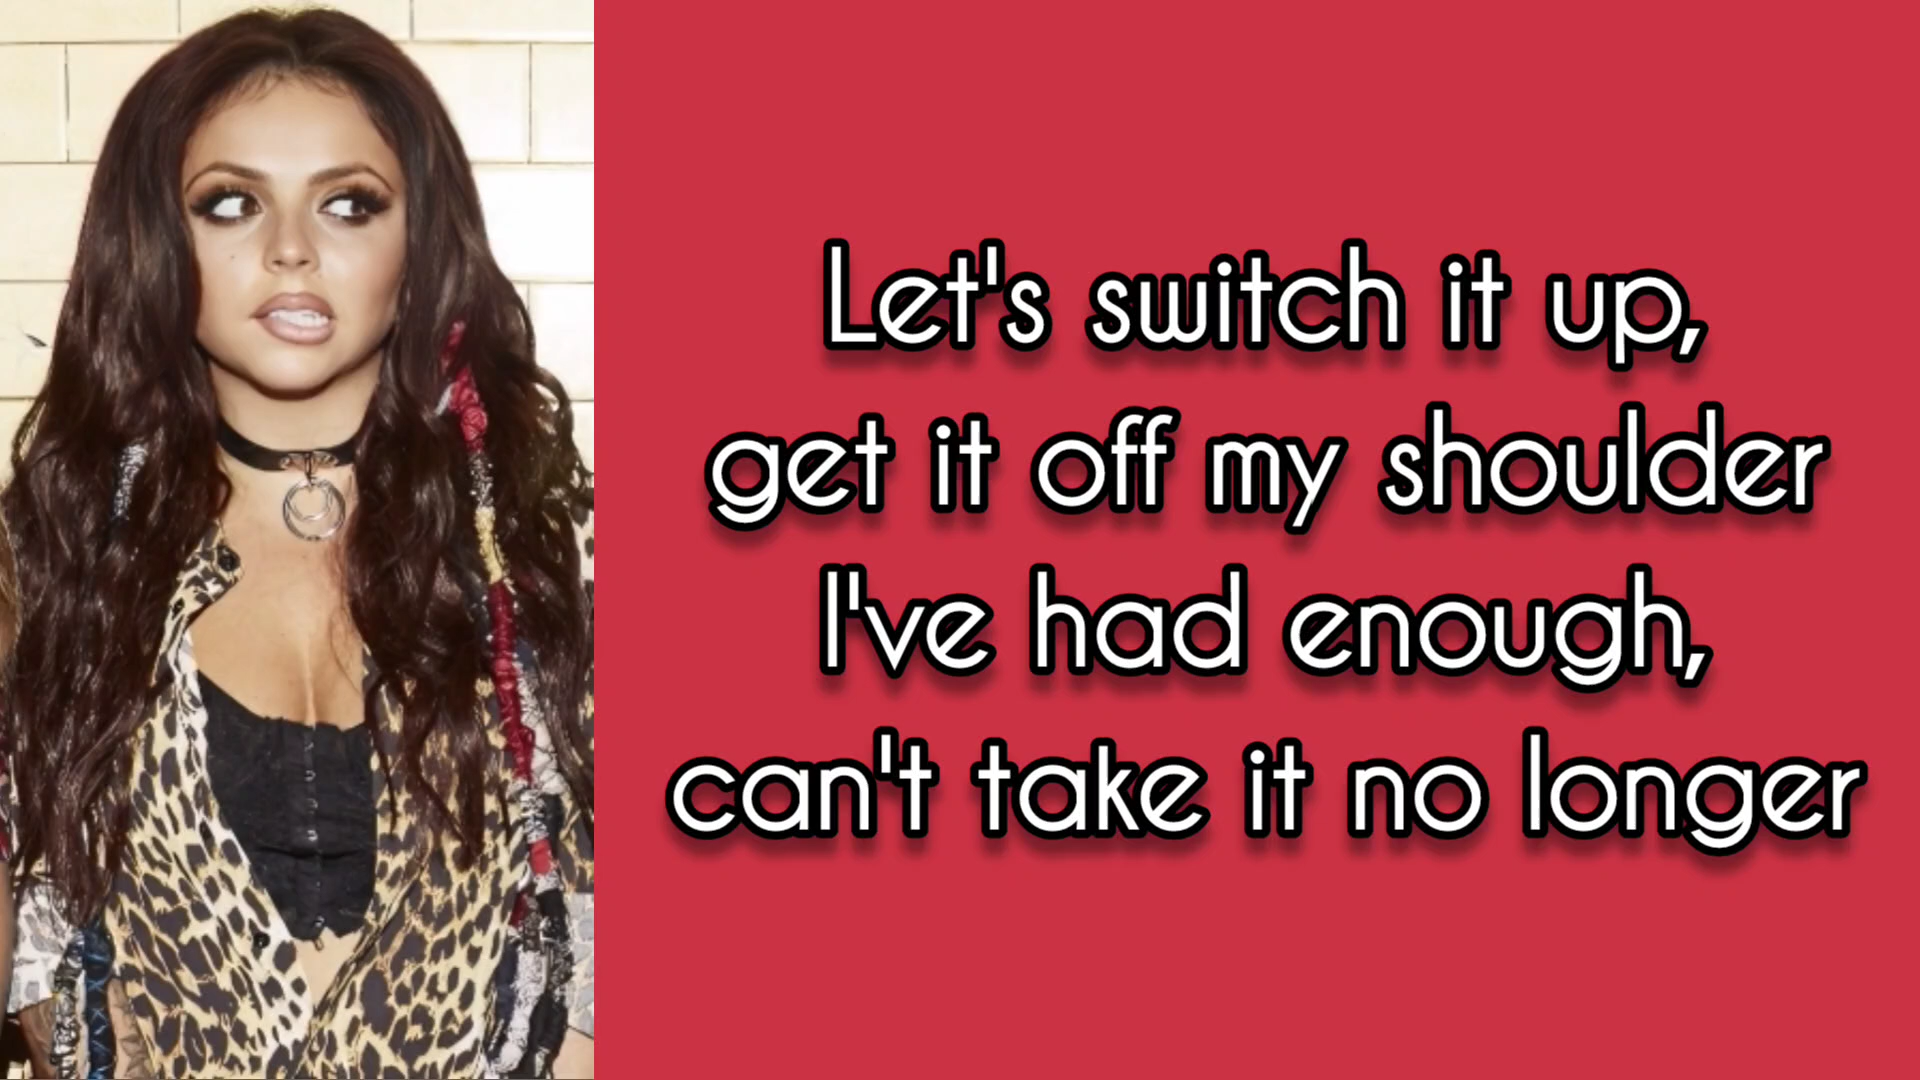 Let's switch it up,
get it off my shoulder
I've had enough,
can't take it no longer